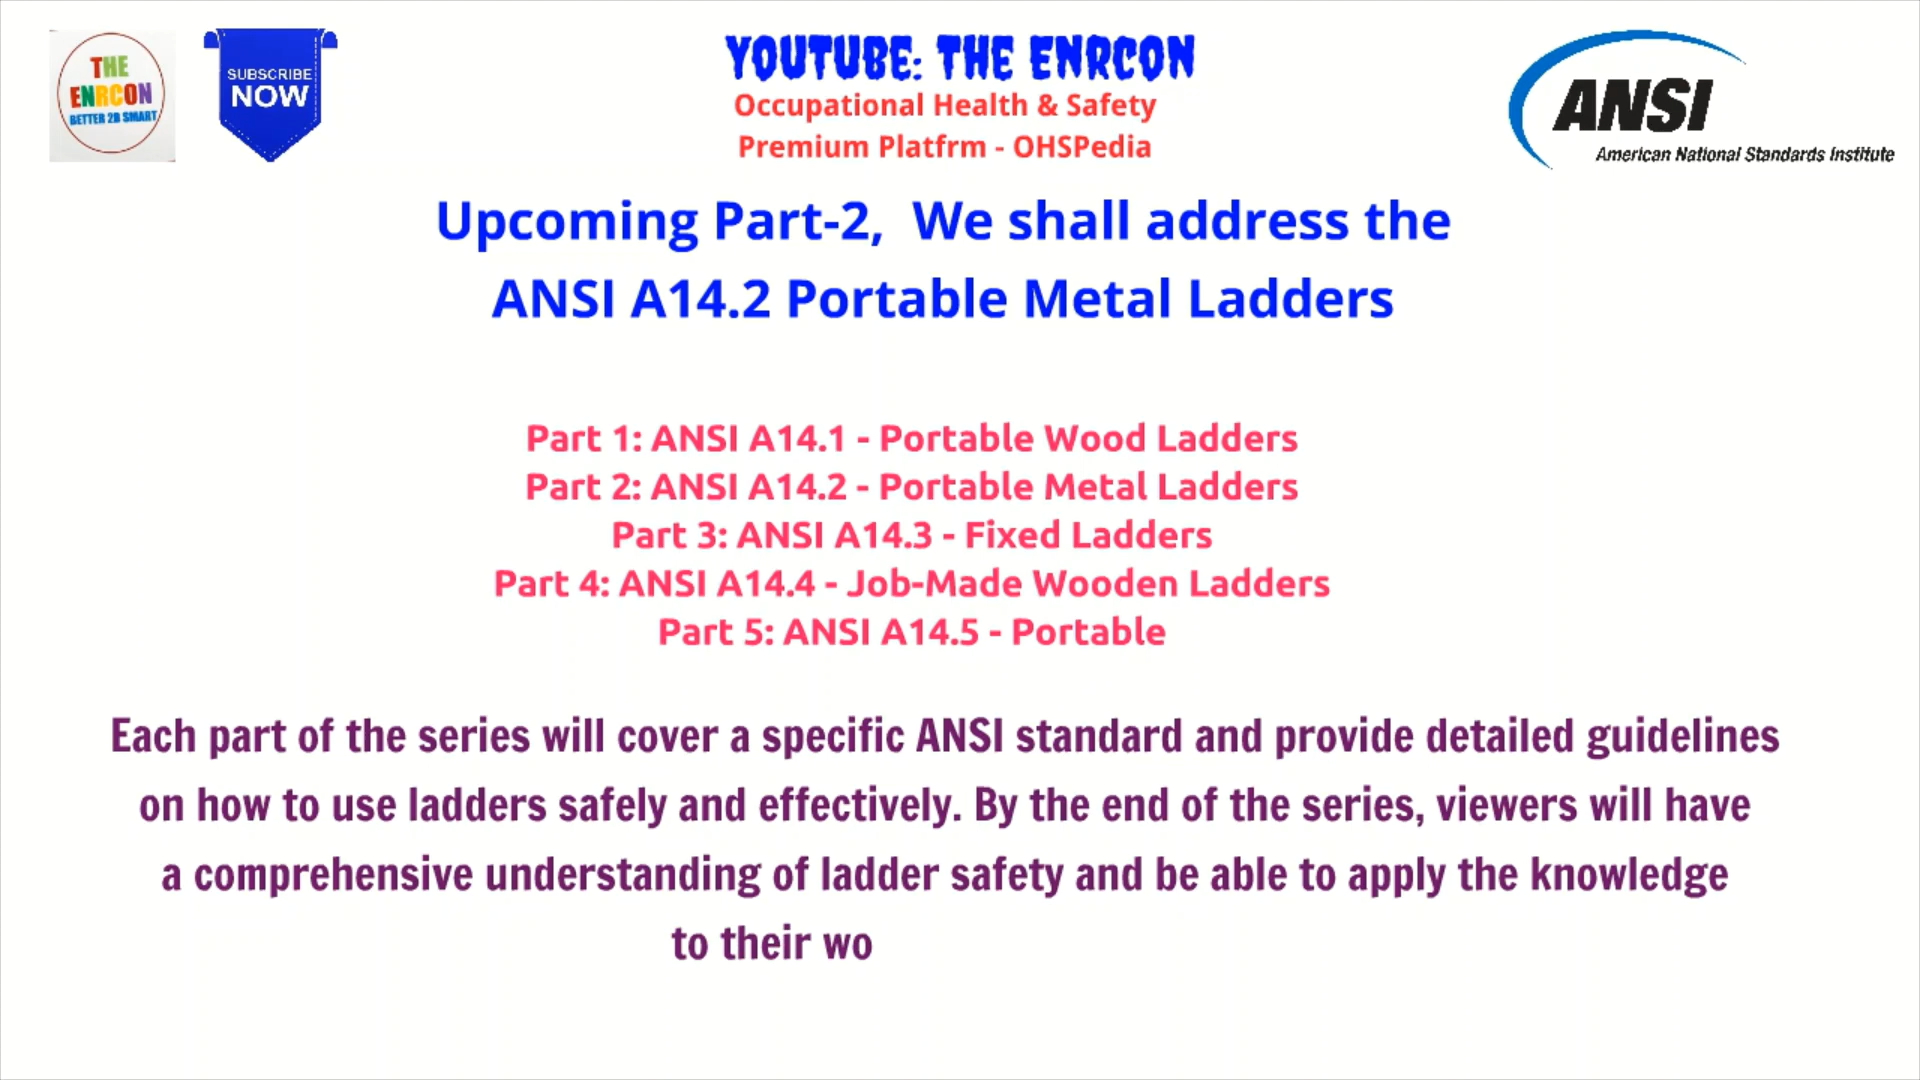 THE
ENRCON
BETTER 2B SMART
SUBSCRIBE
NOW
YOUTUBE: THE ENRCON
Occupational Health & Safety
Premium Platfrm - OHSPedia
ANSI
American National Standards Institute
Upcoming Part-2, We shall address the
ANSI A14.2 Portable Metal Ladders
Part 1: ANSI A14.1 - Portable Wood Ladders
Part 2: ANSI A14.2 - Portable Metal Ladders
Part 3: ANSI A14.3 - Fixed Ladders
Part 4: ANSI A14.4 - Job-Made Wooden Ladders
Part 5: ANSI A14.5 - Portable
Each part of the series will cover a specific ANSI standard and provide detailed guidelines
on how to use ladders safely and effectively. By the end of the series, viewers will have
a comprehensive understanding of ladder safety and be able to apply the knowledge
to their wo